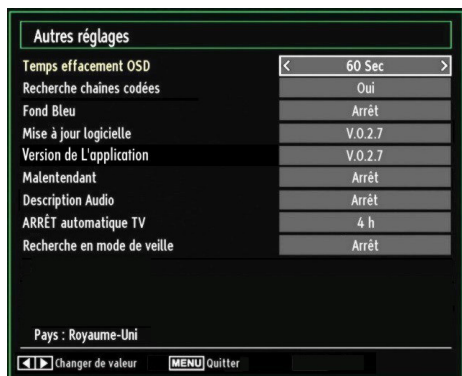 Autres réglages
Temps effacement OSD < 60 Sec >
Recherche chaînes codées Oui
Fond Bleu Arrêt
Mise à jour logicielle V.0.2.7
Version de L'application V.0.2.7
Malentendant Arrêt
Description Audio Arrêt
ARRÊT automatique TV 4 h
Recherche en mode de veille Arrêt
Pays : Royaume-Uni
Changer de valeur MENU Quitter